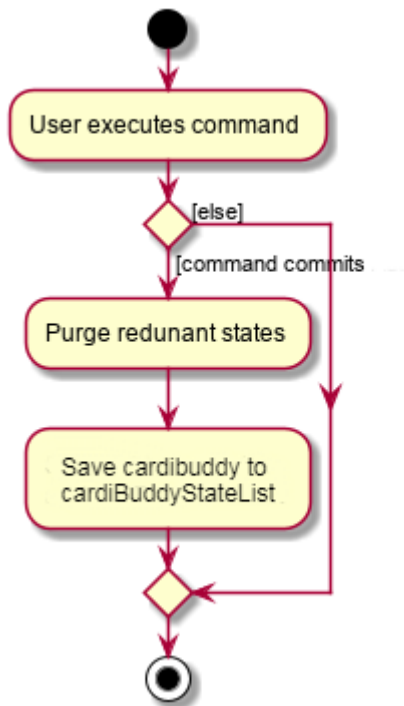 User executes command
[else]
[command commits
Purge redunant states
Save cardibuddy to
cardiBuddyStateList